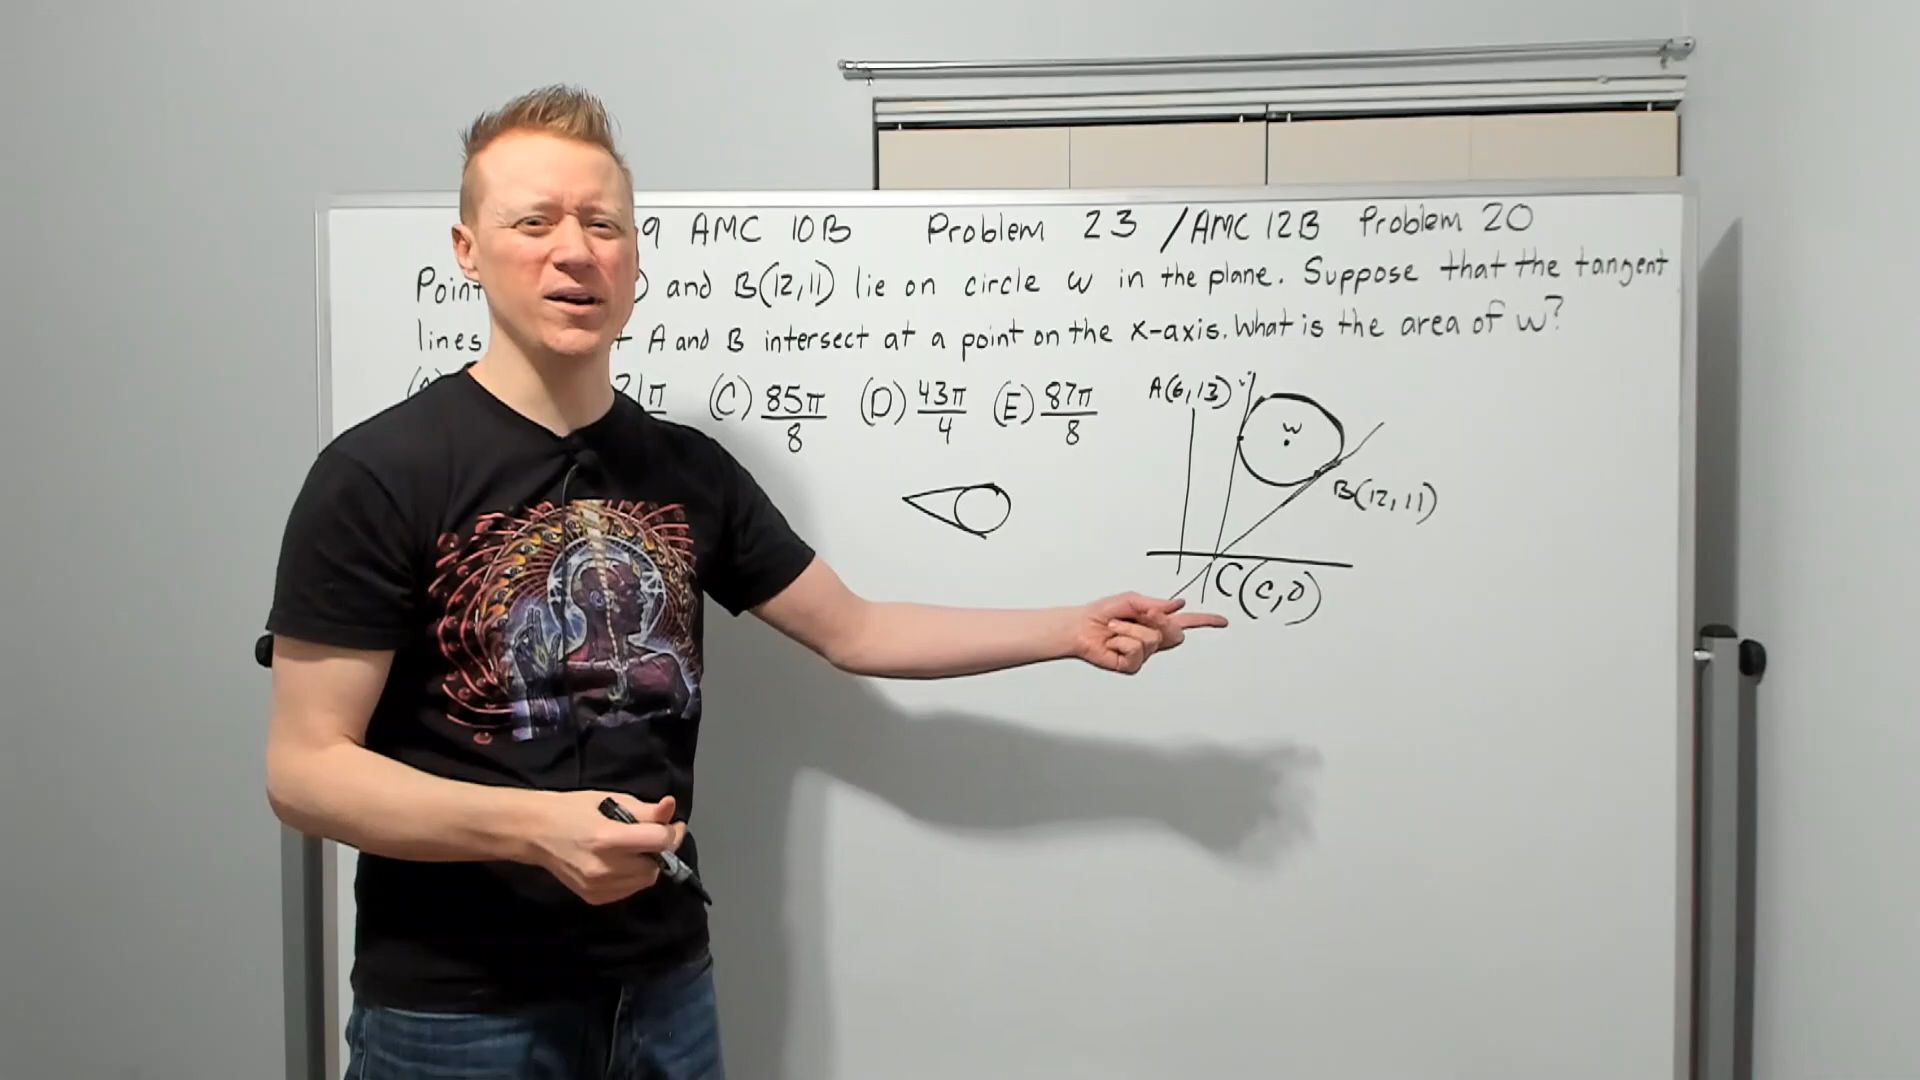 9 AMC 10B Problem 23 / AMC 12B Problem 20
Point ) and B(12,11) lie on circle w in the plane. Suppose that the tangent
lines A and B intersect at a point on the x-axis. What is the area of w?
21π (C) 85π/8 (D) 43π/4 (E) 87π/8
A(6,13)
w
B(12,11)
C(c,0)